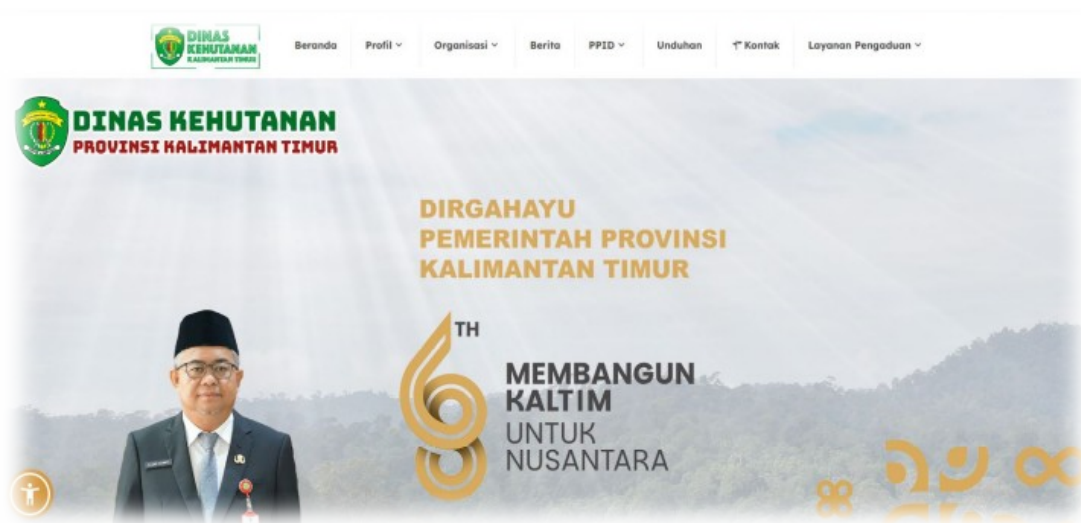 DINAS
KEHUTANAN
KALIMANTAN TIMUR
Beranda
Profil
Organisasi
Berita
PPID
Unduhan
Kontak
Layanan Pengaduan
DINAS KEHUTANAN
PROVINSI KALIMANTAN TIMUR
DIRGAHAYU
PEMERINTAH PROVINSI
KALIMANTAN TIMUR
68 TH
MEMBANGUN
KALTIM
UNTUK
NUSANTARA